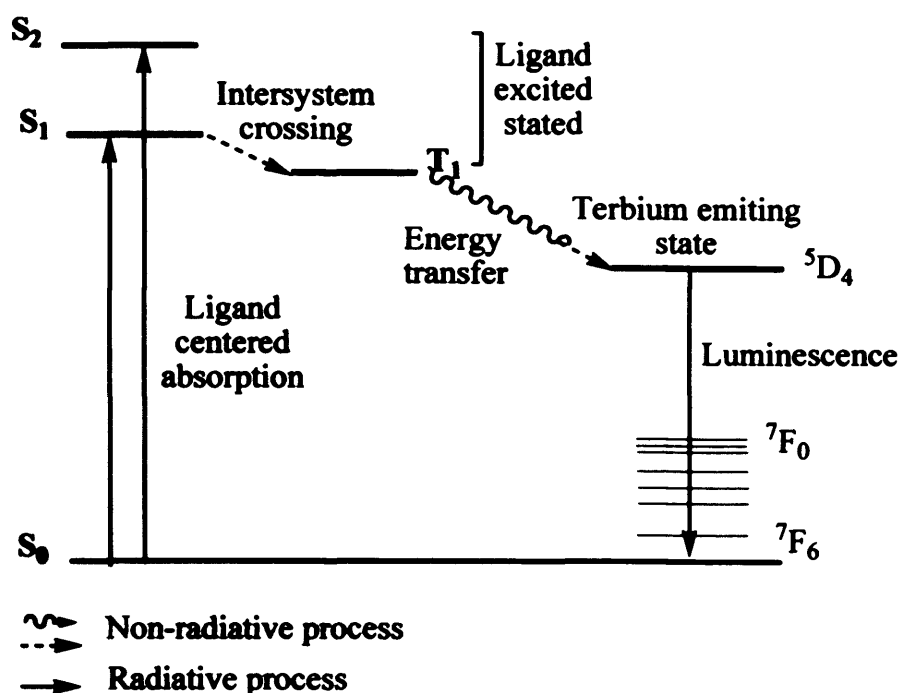 S₂
Ligand
excited
stated
Intersystem
crossing
S₁
T₁
Terbium emiting
state
Energy
transfer
⁵D₄
Ligand
centered
absorption
Luminescence
⁷F₀
S₀
⁷F₆
Non-radiative process
Radiative process